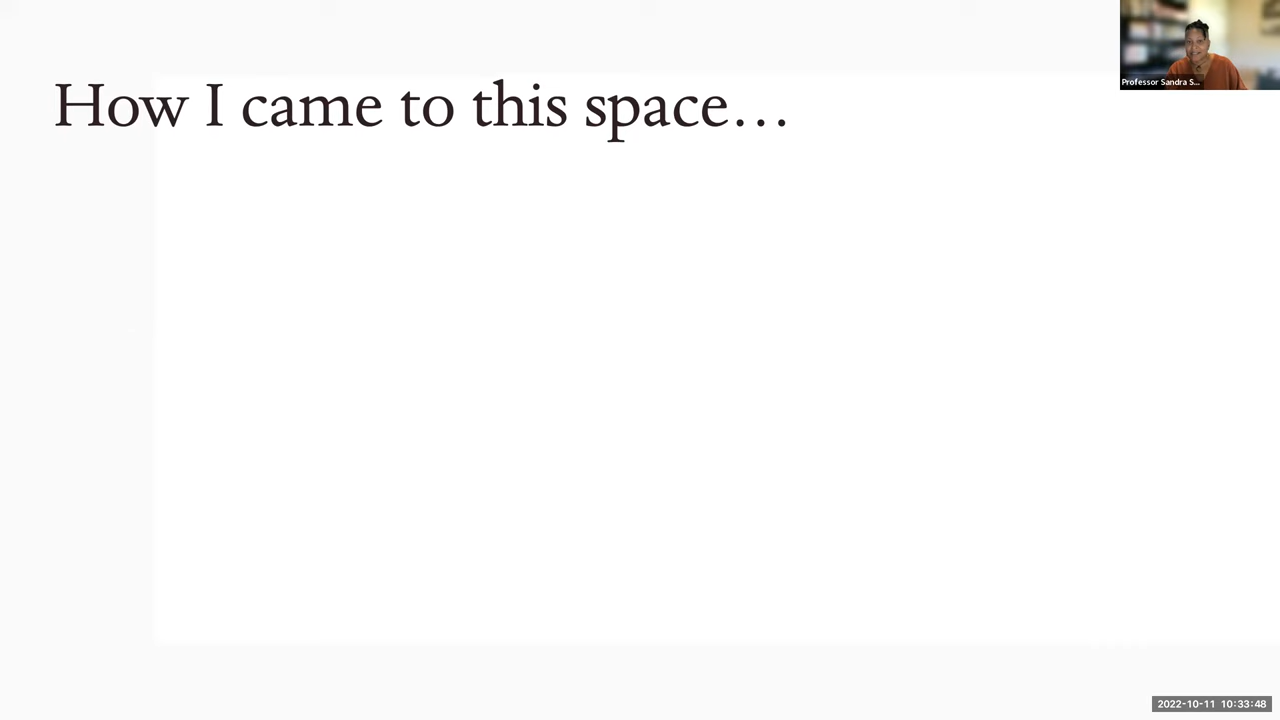 How I came to this space…
Professor Sandra S...
2022-10-11 10:33:48